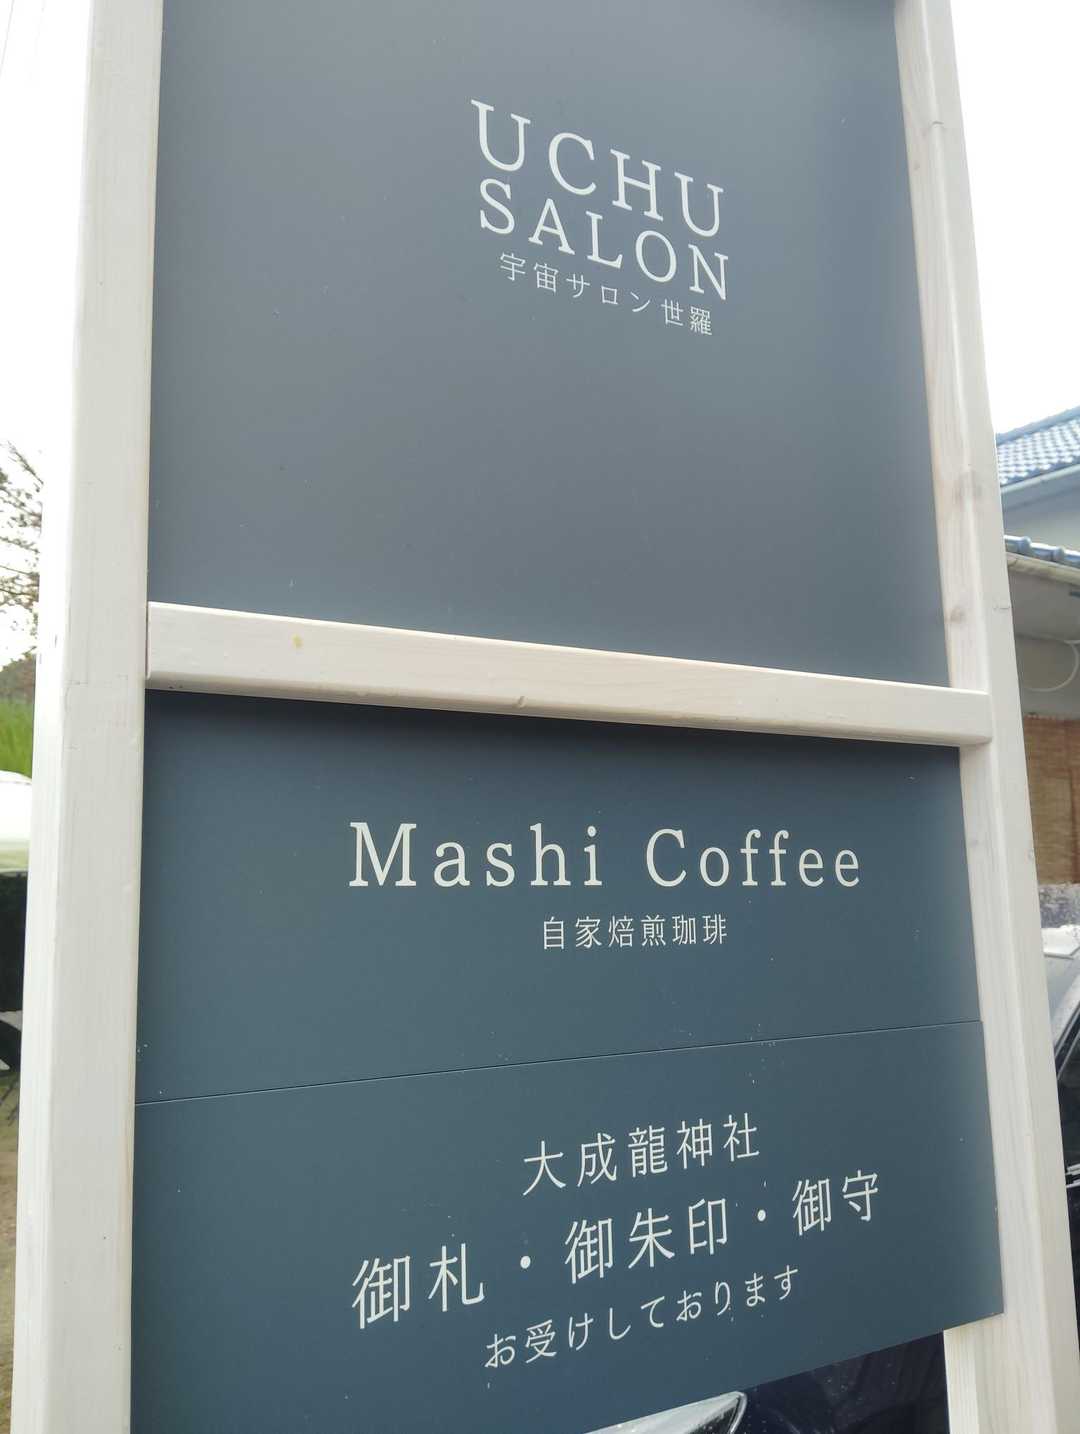 UCHU
SALON
宇宙サロン世羅
Mashi Coffee
自家焙煎珈琲
大成龍神社
御札・御朱印・御守
お受けしております